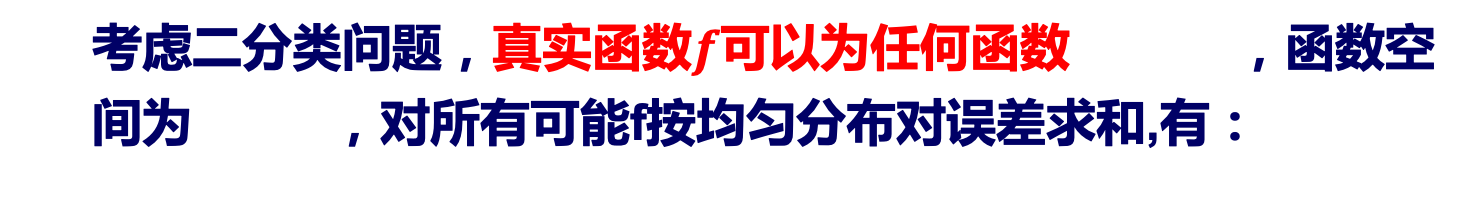 考虑二分类问题，真实函数f可以为任何函数，函数空
间为，对所有可能f按均匀分布对误差求和,有：